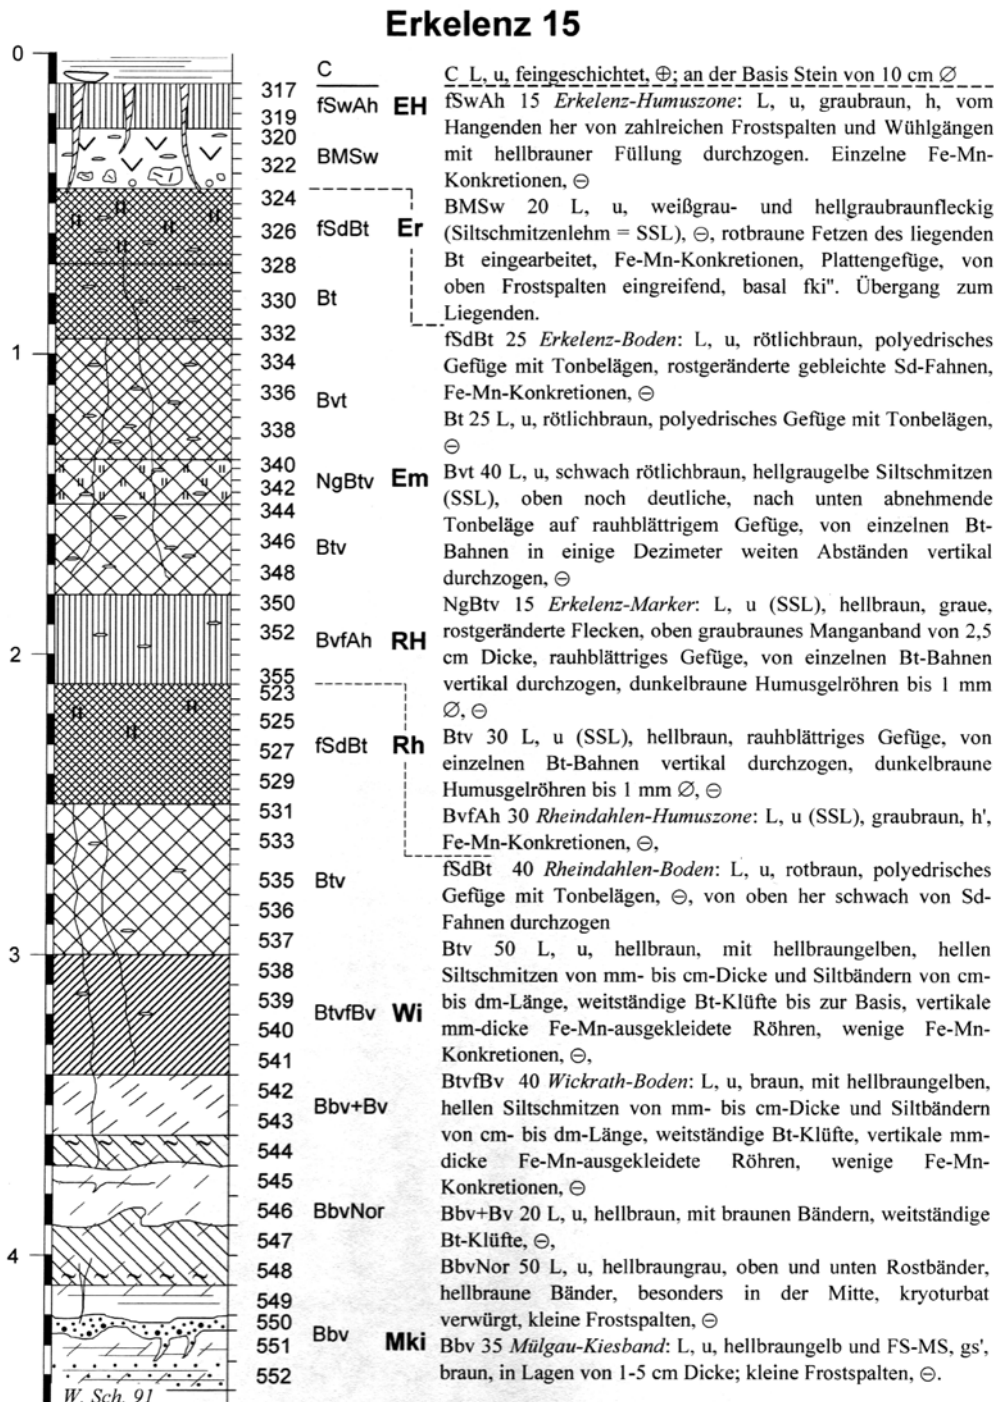 Erkelenz 15
0
1
2
3
4
317
319
320
322
324
326
328
330
332
334
336
338
340
342
344
346
348
350
352
355
523
525
527
529
531
533
535
536
537
538
539
540
541
542
543
544
545
546
547
548
549
550
551
552
C
fSwAh EH
BMSw
fSdBt Er
Bt
Bvt
NgBtv Em
Btv
BvfAh RH
fSdBt Rh
Btv
BtvfBv Wi
Bbv+Bv
BbvNor
Bbv Mki
W. Sch. 91
C L, u, feingeschichtet, ⊕; an der Basis Stein von 10 cm Ø
fSwAh 15 Erkelenz-Humuszone: L, u, graubraun, h, vom
Hangenden her von zahlreichen Frostspalten und Wühlgängen
mit hellbrauner Füllung durchzogen. Einzelne Fe-Mn-
Konkretionen, ⊖
BMSw 20 L, u, weißgrau- und hellgraubraunfleckig
(Siltschmitzenlehm = SSL), ⊖, rotbraune Fetzen des liegenden
Bt eingearbeitet, Fe-Mn-Konkretionen, Plattengefüge, von
oben Frostspalten eingreifend, basal fki". Übergang zum
Liegenden.
fSdBt 25 Erkelenz-Boden: L, u, rötlichbraun, polyedrisches
Gefüge mit Tonbelägen, rostgeränderte gebleichte Sd-Fahnen,
Fe-Mn-Konkretionen, ⊖
Bt 25 L, u, rötlichbraun, polyedrisches Gefüge mit Tonbelägen,
⊖
Bvt 40 L, u, schwach rötlichbraun, hellgraugelbe Siltschmitzen
(SSL), oben noch deutliche, nach unten abnehmende
Tonbeläge auf rauhblättrigem Gefüge, von einzelnen Bt-
Bahnen in einige Dezimeter weiten Abständen vertikal
durchzogen, ⊖
NgBtv 15 Erkelenz-Marker: L, u (SSL), hellbraun, graue,
rostgeränderte Flecken, oben graubraunes Manganband von 2,5
cm Dicke, rauhblättriges Gefüge, von einzelnen Bt-Bahnen
vertikal durchzogen, dunkelbraune Humusgelröhren bis 1 mm
Ø, ⊖
Btv 30 L, u (SSL), hellbraun, rauhblättriges Gefüge, von
einzelnen Bt-Bahnen vertikal durchzogen, dunkelbraune
Humusgelröhren bis 1 mm Ø, ⊖
BvfAh 30 Rheindahlen-Humuszone: L, u (SSL), graubraun, h',
Fe-Mn-Konkretionen, ⊖,
fSdBt 40 Rheindahlen-Boden: L, u, rotbraun, polyedrisches
Gefüge mit Tonbelägen, ⊖, von oben her schwach von Sd-
Fahnen durchzogen
Btv 50 L, u, hellbraun, mit hellbraungelben, hellen
Siltschmitzen von mm- bis cm-Dicke und Siltbändern von cm-
bis dm-Länge, weitständige Bt-Klüfte bis zur Basis, vertikale
mm-dicke Fe-Mn-ausgekleidete Röhren, wenige Fe-Mn-
Konkretionen, ⊖,
BtvfBv 40 Wickrath-Boden: L, u, braun, mit hellbraungelben,
hellen Siltschmitzen von mm- bis cm-Dicke und Siltbändern
von cm- bis dm-Länge, weitständige Bt-Klüfte, vertikale mm-
dicke Fe-Mn-ausgekleidete Röhren, wenige Fe-Mn-
Konkretionen, ⊖
Bbv+Bv 20 L, u, hellbraun, mit braunen Bändern, weitständige
Bt-Klüfte, ⊖,
BbvNor 50 L, u, hellbraungrau, oben und unten Rostbänder,
hellbraune Bänder, besonders in der Mitte, kryoturbat
verwürgt, kleine Frostspalten, ⊖
Bbv 35 Mülgau-Kiesband: L, u, hellbraungelb und FS-MS, gs',
braun, in Lagen von 1-5 cm Dicke; kleine Frostspalten, ⊖.